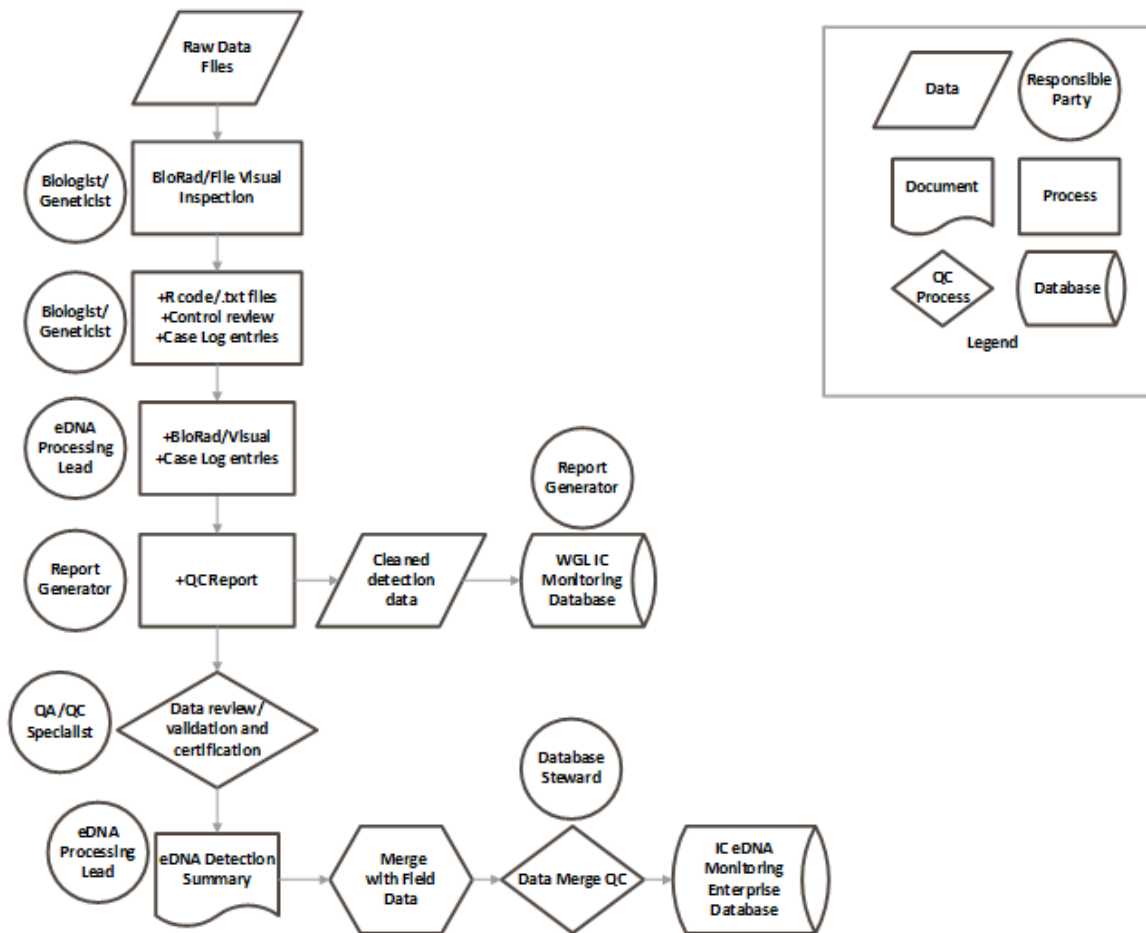 Raw Data
Files
Data
Responsible
Party
Biologist/
Geneticist
BioRad/File Visual
Inspection
Document
Process
QC
Process
Database
Legend
Biologist/
Geneticist
+R code/.txt files
+Control review
+Case Log entries
eDNA
Processing
Lead
+BioRad/Visual
+Case Log entries
Report
Generator
Report
Generator
+QC Report
Cleaned
detection
data
WGL IC
Monitoring
Database
QA/QC
Specialist
Data review/
validation and
certification
Database
Steward
eDNA
Processing
Lead
eDNA Detection
Summary
Merge
with Field
Data
Data Merge QC
IC eDNA
Monitoring
Enterprise
Database